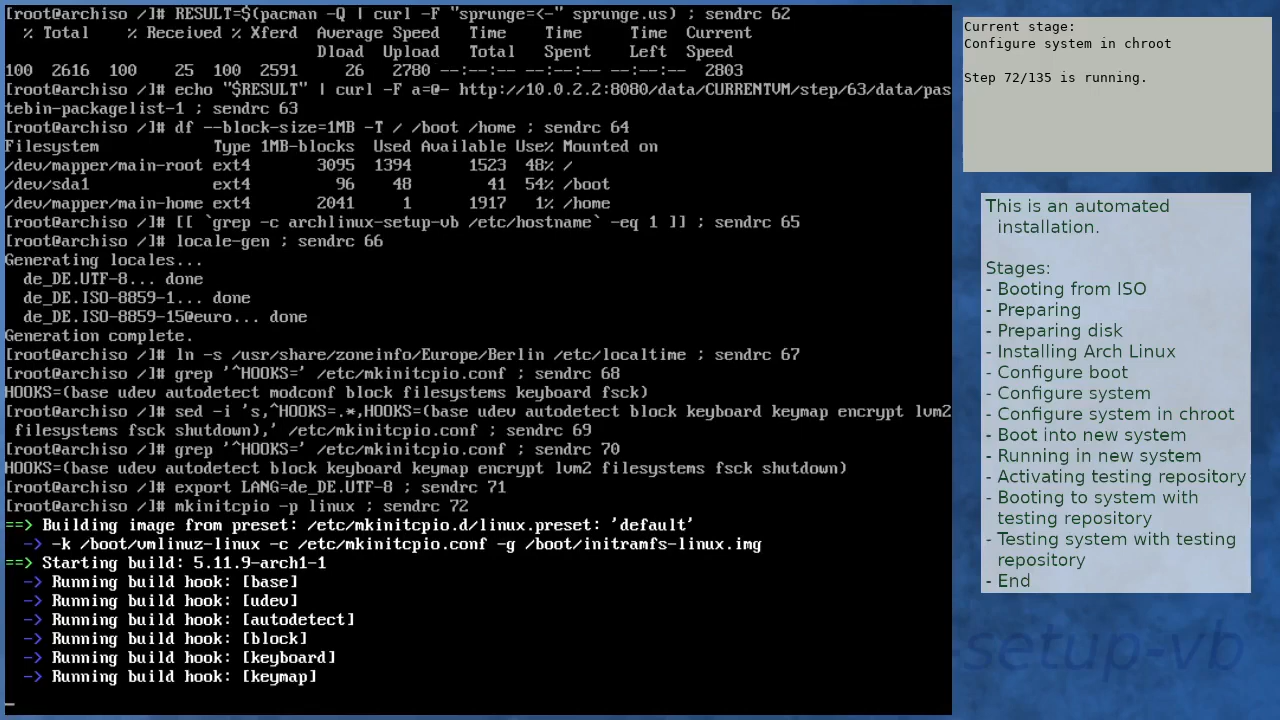 [root@archiso /]# RESULT=$(pacman -Q | curl -F "sprunge=<-" sprunge.us) ; sendrc 62
% Total % Received % Xferd Average Speed Time Time Time Current
Dload Upload Total Spent Left Speed
100 2616 100 25 100 2591 26 2780 --:--:-- --:--:-- --:--:-- 2803
[root@archiso /]# echo "$RESULT" | curl -F a=@- http://10.0.2.2:8080/data/CURRENTVM/step/63/data/pas
tebin-packagelist-1 ; sendrc 63
[root@archiso /]# df --block-size=1MB -T / /boot /home ; sendrc 64
Filesystem Type 1MB-blocks Used Available Use% Mounted on
/dev/mapper/main-root ext4 3095 1394 1523 48% /
/dev/sda1 ext4 96 48 41 54% /boot
/dev/mapper/main-home ext4 2041 1 1917 1% /home
[root@archiso /]# [[ `grep -c archlinux-setup-vb /etc/hostname` -eq 1 ]] ; sendrc 65
[root@archiso /]# locale-gen ; sendrc 66
Generating locales...
de_DE.UTF-8... done
de_DE.ISO-8859-1... done
de_DE.ISO-8859-15@euro... done
Generation complete.
[root@archiso /]# ln -s /usr/share/zoneinfo/Europe/Berlin /etc/localtime ; sendrc 67
[root@archiso /]# grep '^HOOKS=' /etc/mkinitcpio.conf ; sendrc 68
HOOKS=(base udev autodetect modconf block filesystems keyboard fsck)
[root@archiso /]# sed -i 's,^HOOKS=.*,HOOKS=(base udev autodetect block keyboard keymap encrypt lvm2
filesystems fsck shutdown),' /etc/mkinitcpio.conf ; sendrc 69
[root@archiso /]# grep '^HOOKS=' /etc/mkinitcpio.conf ; sendrc 70
HOOKS=(base udev autodetect block keyboard keymap encrypt lvm2 filesystems fsck shutdown)
[root@archiso /]# export LANG=de_DE.UTF-8 ; sendrc 71
[root@archiso /]# mkinitcpio -p linux ; sendrc 72
==> Building image from preset: /etc/mkinitcpio.d/linux.preset: 'default'
-> -k /boot/vmlinuz-linux -c /etc/mkinitcpio.conf -g /boot/initramfs-linux.img
==> Starting build: 5.11.9-arch1-1
-> Running build hook: [base]
-> Running build hook: [udev]
-> Running build hook: [autodetect]
-> Running build hook: [block]
-> Running build hook: [keyboard]
-> Running build hook: [keymap]
_
Current stage:
Configure system in chroot
Step 72/135 is running.
This is an automated
installation.
Stages:
- Booting from ISO
- Preparing
- Preparing disk
- Installing Arch Linux
- Configure boot
- Configure system
- Configure system in chroot
- Boot into new system
- Running in new system
- Activating testing repository
- Booting to system with
testing repository
- Testing system with testing
repository
- End
-setup-vb